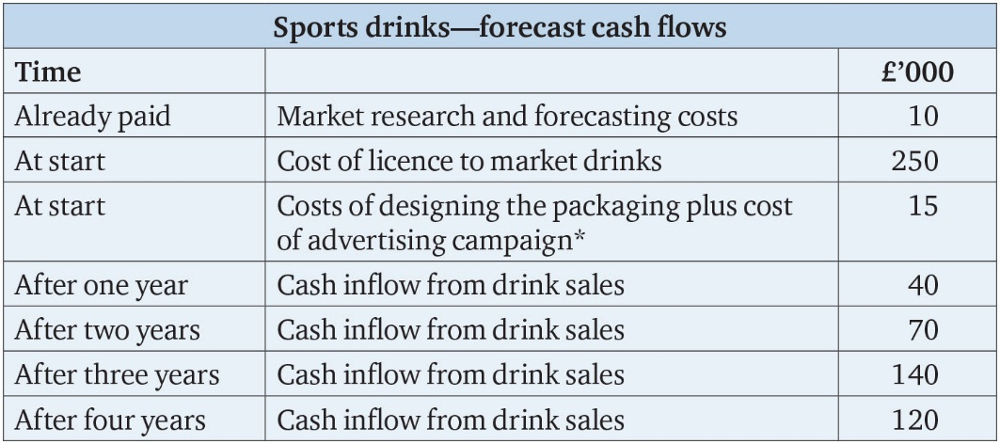 Sports drinks—forecast cash flows
Time £’000
Already paid Market research and forecasting costs 10
At start Cost of licence to market drinks 250
At start Costs of designing the packaging plus cost 15
of advertising campaign*
After one year Cash inflow from drink sales 40
After two years Cash inflow from drink sales 70
After three years Cash inflow from drink sales 140
After four years Cash inflow from drink sales 120